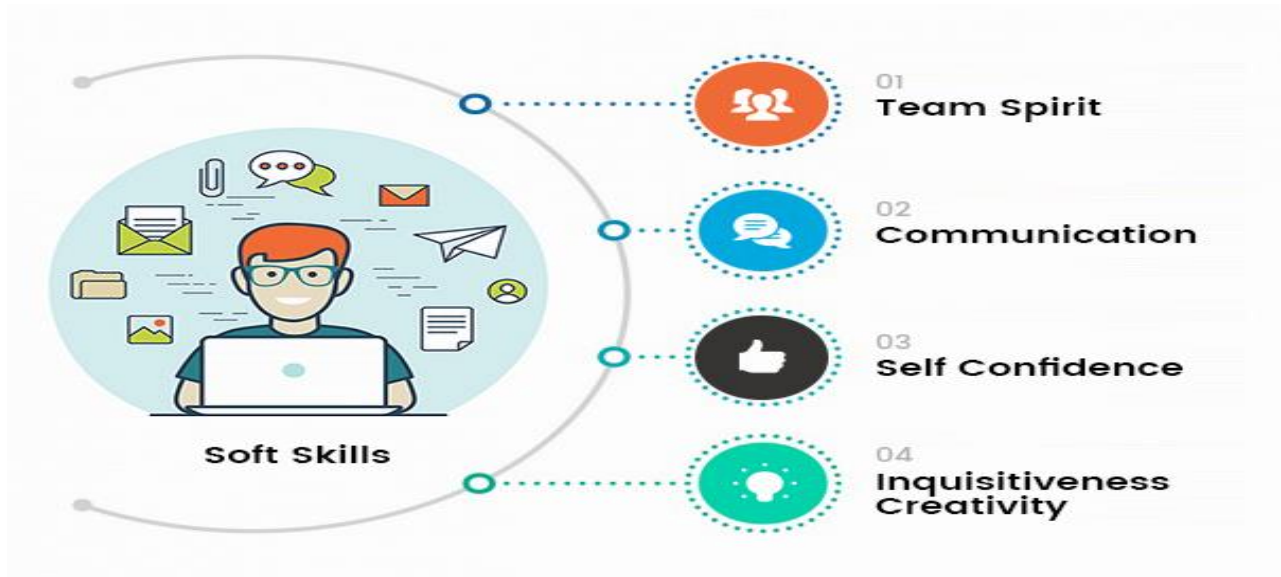 01
Team Spirit
02
Communication
03
Self Confidence
04
Inquisitiveness
Creativity
Soft Skills